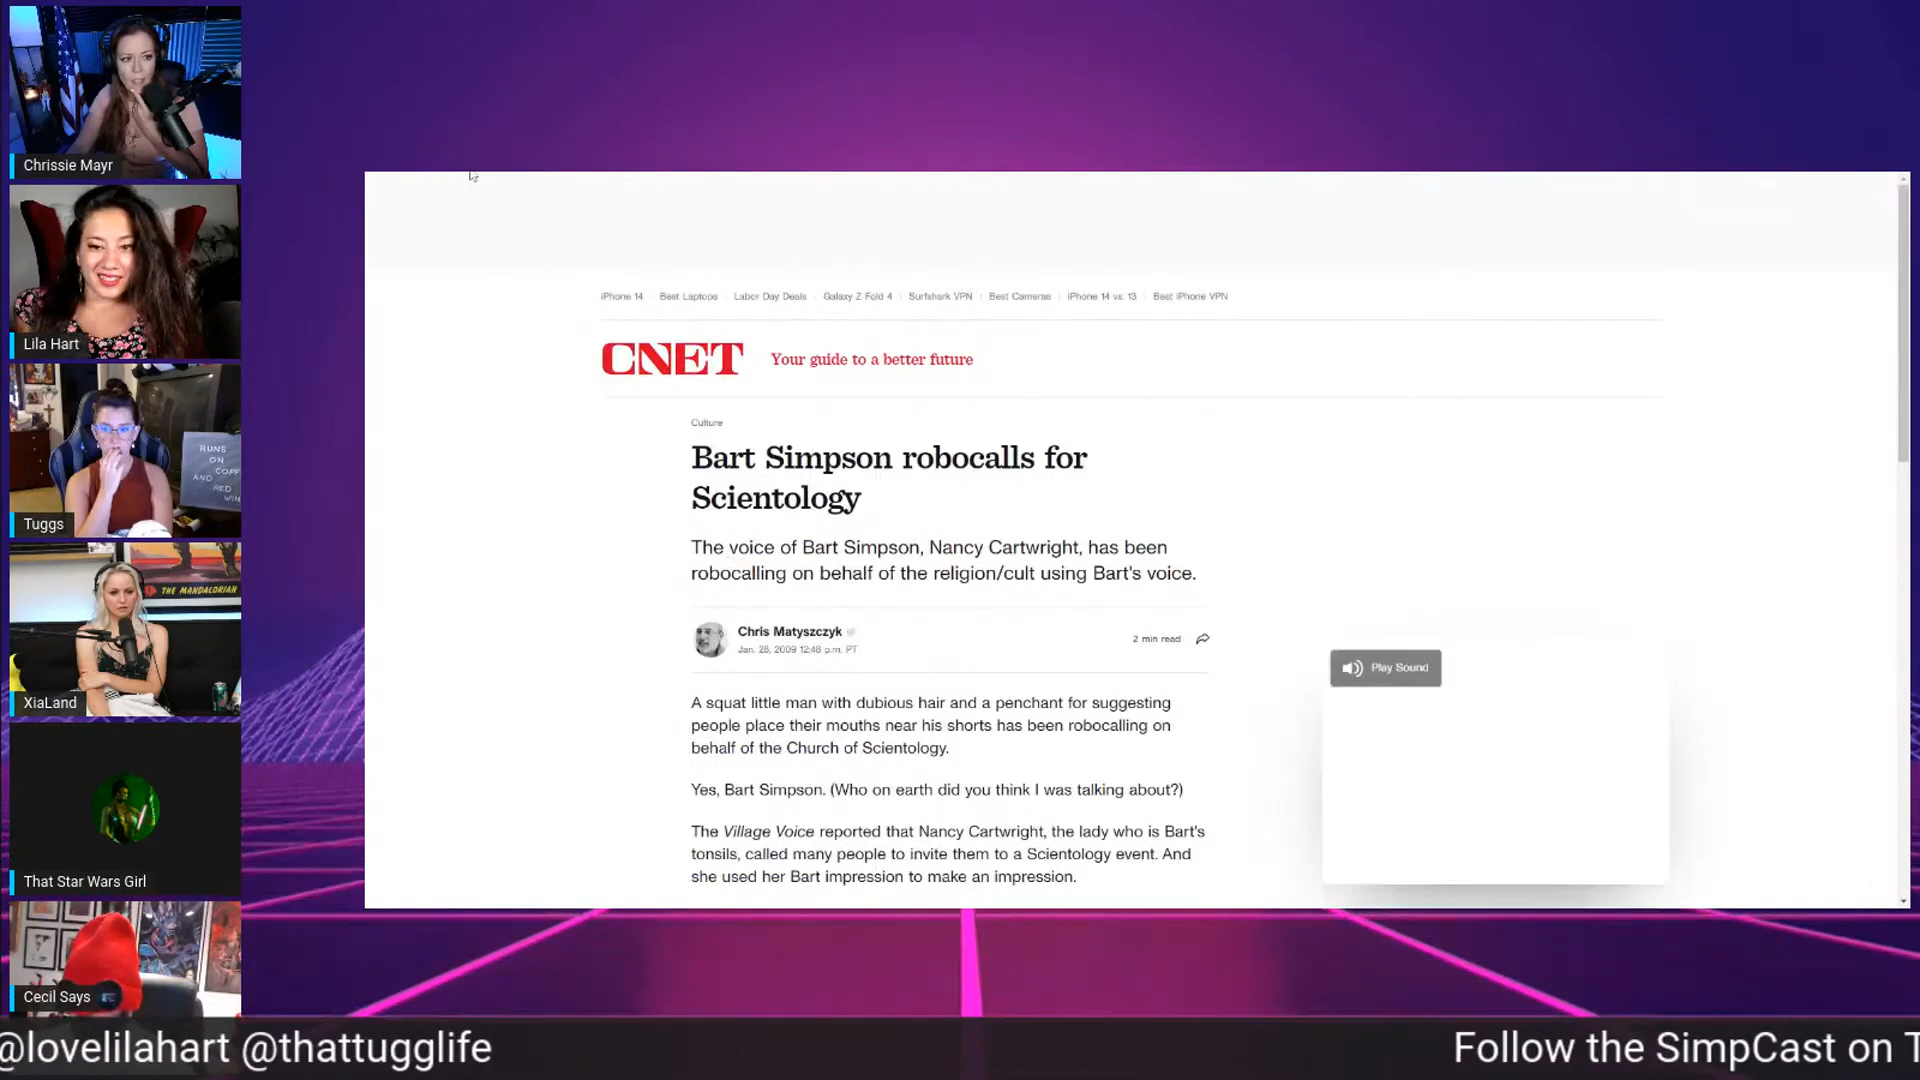 Chrissie Mayr
Lila Hart
RUNS
ON
COFF
AND
RED
WIN
Tuggs
THE MANDALORIAN
XiaLand
That Star Wars Girl
Cecil Says
iPhone 14 Best Laptops Labor Day Deals Galaxy Z Fold 4 Surfshark VPN Best Cameras iPhone 14 vs. 13 Best iPhone VPN
CNET Your guide to a better future
Culture
Bart Simpson robocalls for
Scientology
The voice of Bart Simpson, Nancy Cartwright, has been
robocalling on behalf of the religion/cult using Bart's voice.
Chris Matyszczyk
Jan. 28, 2009 12:48 p.m. PT
2 min read
Play Sound
A squat little man with dubious hair and a penchant for suggesting
people place their mouths near his shorts has been robocalling on
behalf of the Church of Scientology.
Yes, Bart Simpson. (Who on earth did you think I was talking about?)
The Village Voice reported that Nancy Cartwright, the lady who is Bart's
tonsils, called many people to invite them to a Scientology event. And
she used her Bart impression to make an impression.
@lovelilahart @thattugglife
Follow the SimpCast on T